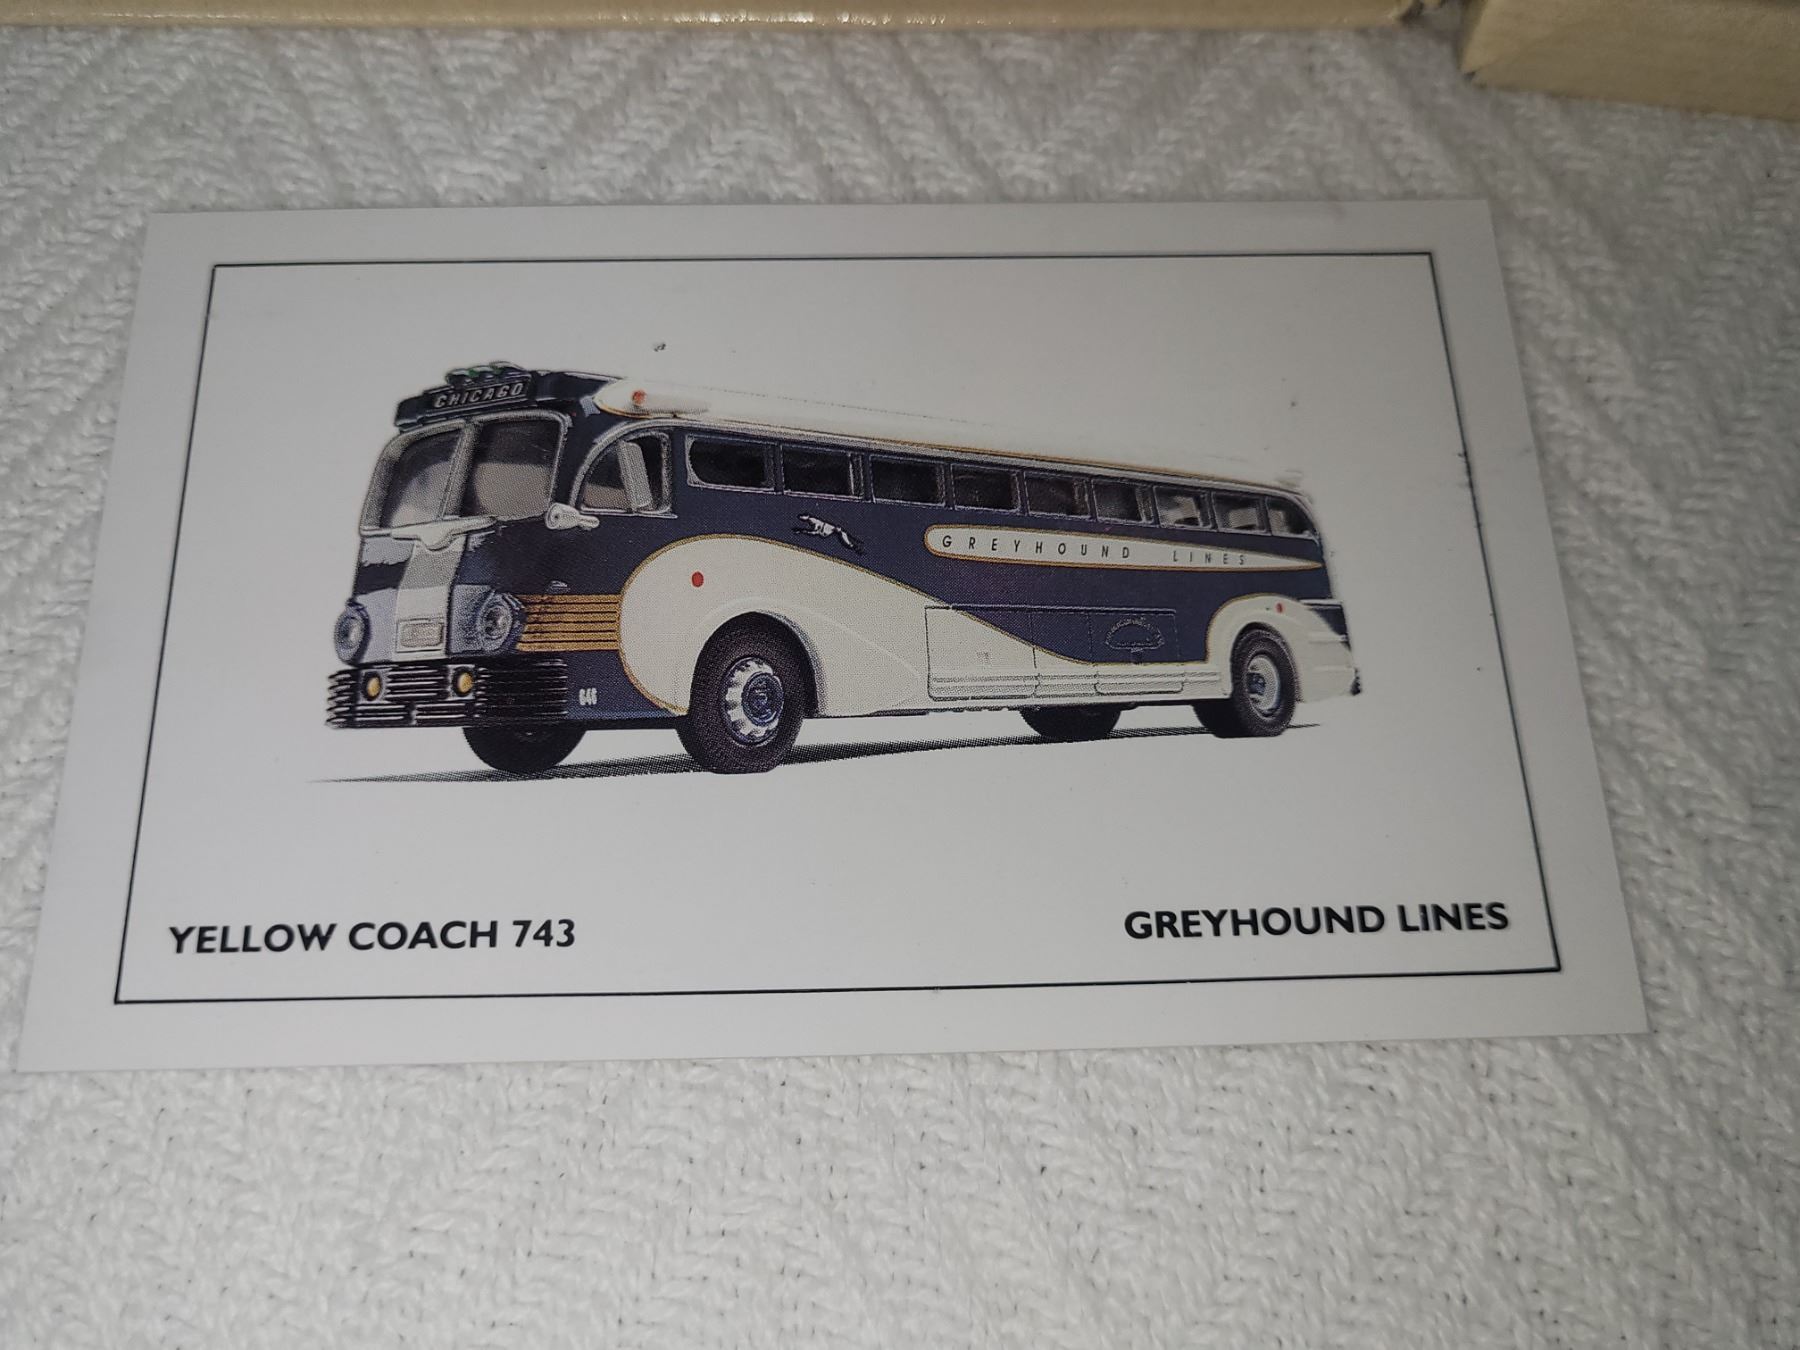 CHICAGO
GREYHOUND LINES
YELLOW COACH 743
GREYHOUND LINES